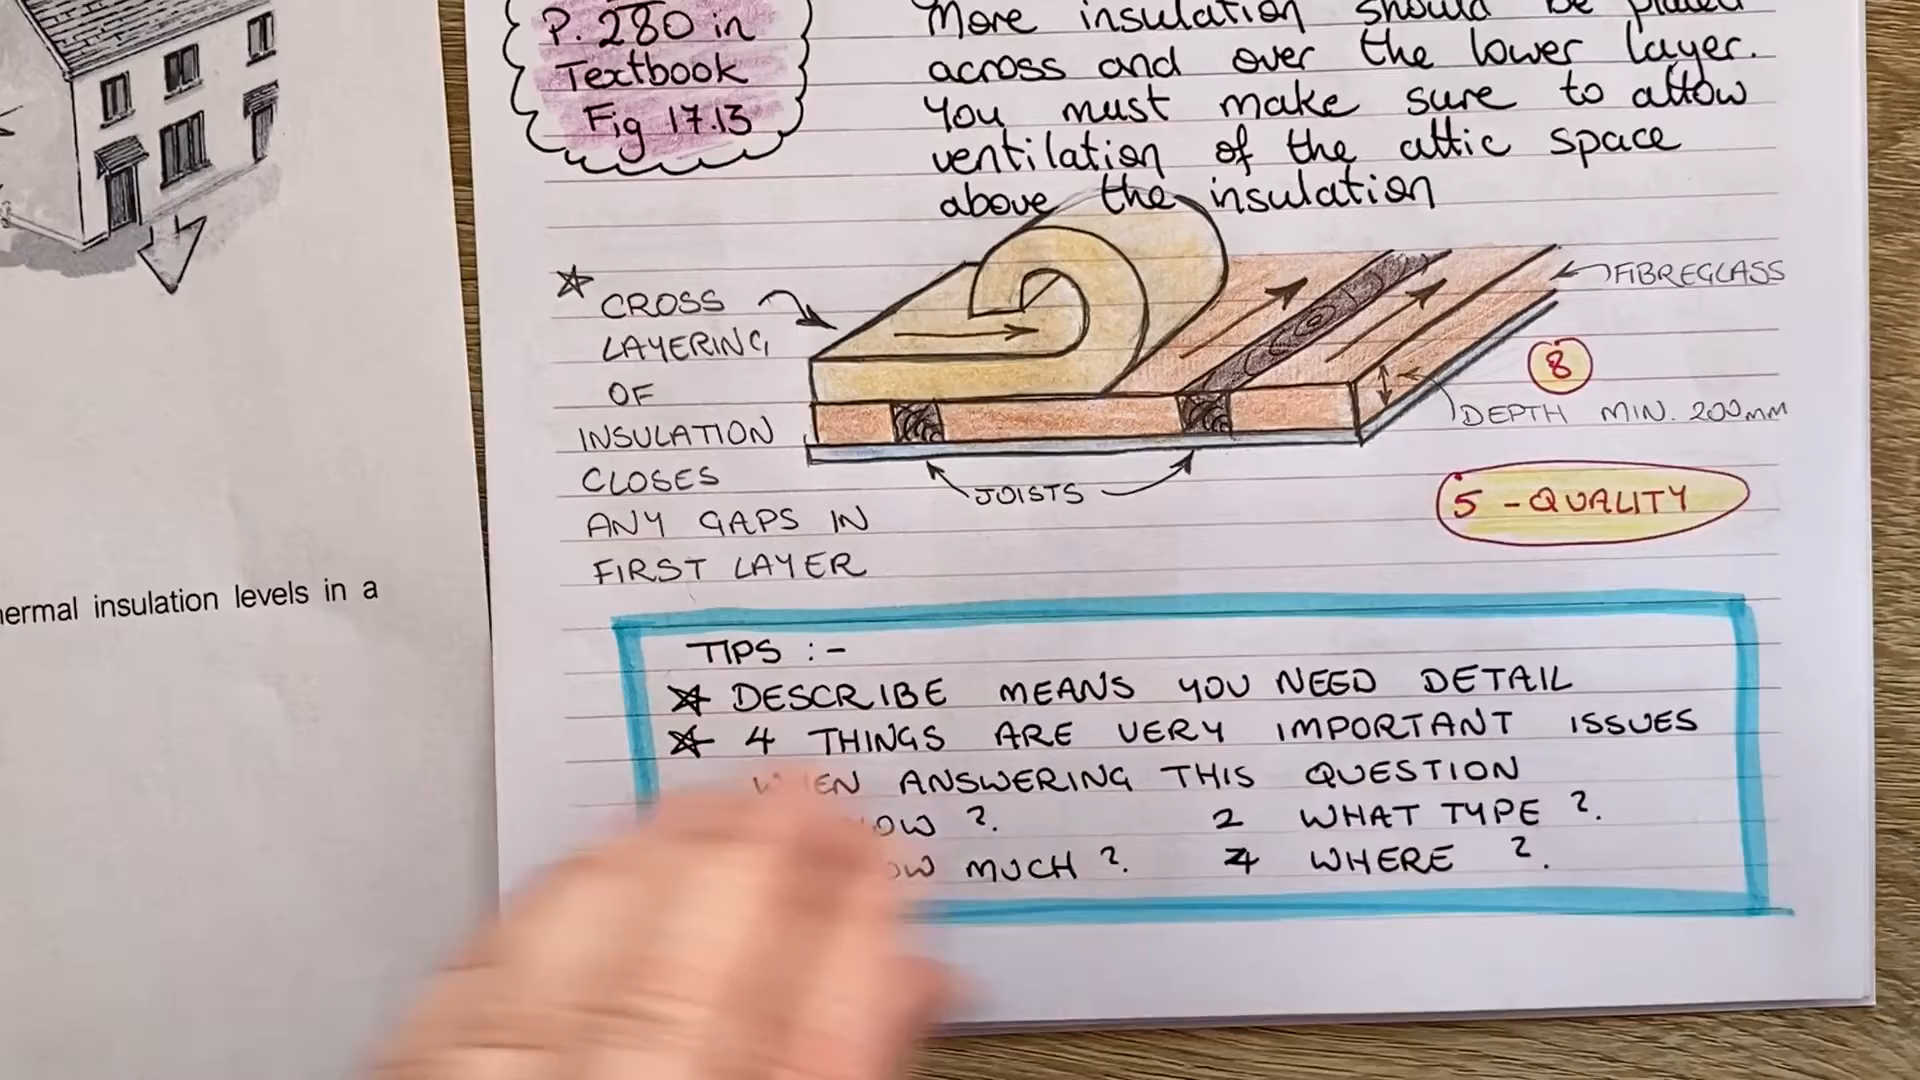 P. 280 in
Textbook
Fig 17.13
More insulation should be placed
across and over the lower layer.
You must make sure to allow
ventilation of the attic space
above the insulation
CROSS
LAYERING
OF
INSULATION
CLOSES
ANY GAPS IN
FIRST LAYER
FIBREGLASS
8
DEPTH MIN. 200MM
JOISTS
5 - QUALITY
hermal insulation levels in a
TIPS :-
DESCRIBE MEANS YOU NEED DETAIL
4 THINGS ARE VERY IMPORTANT ISSUES
WHEN ANSWERING THIS QUESTION
HOW ? 2 WHAT TYPE ?.
HOW MUCH ? 4 WHERE ?.